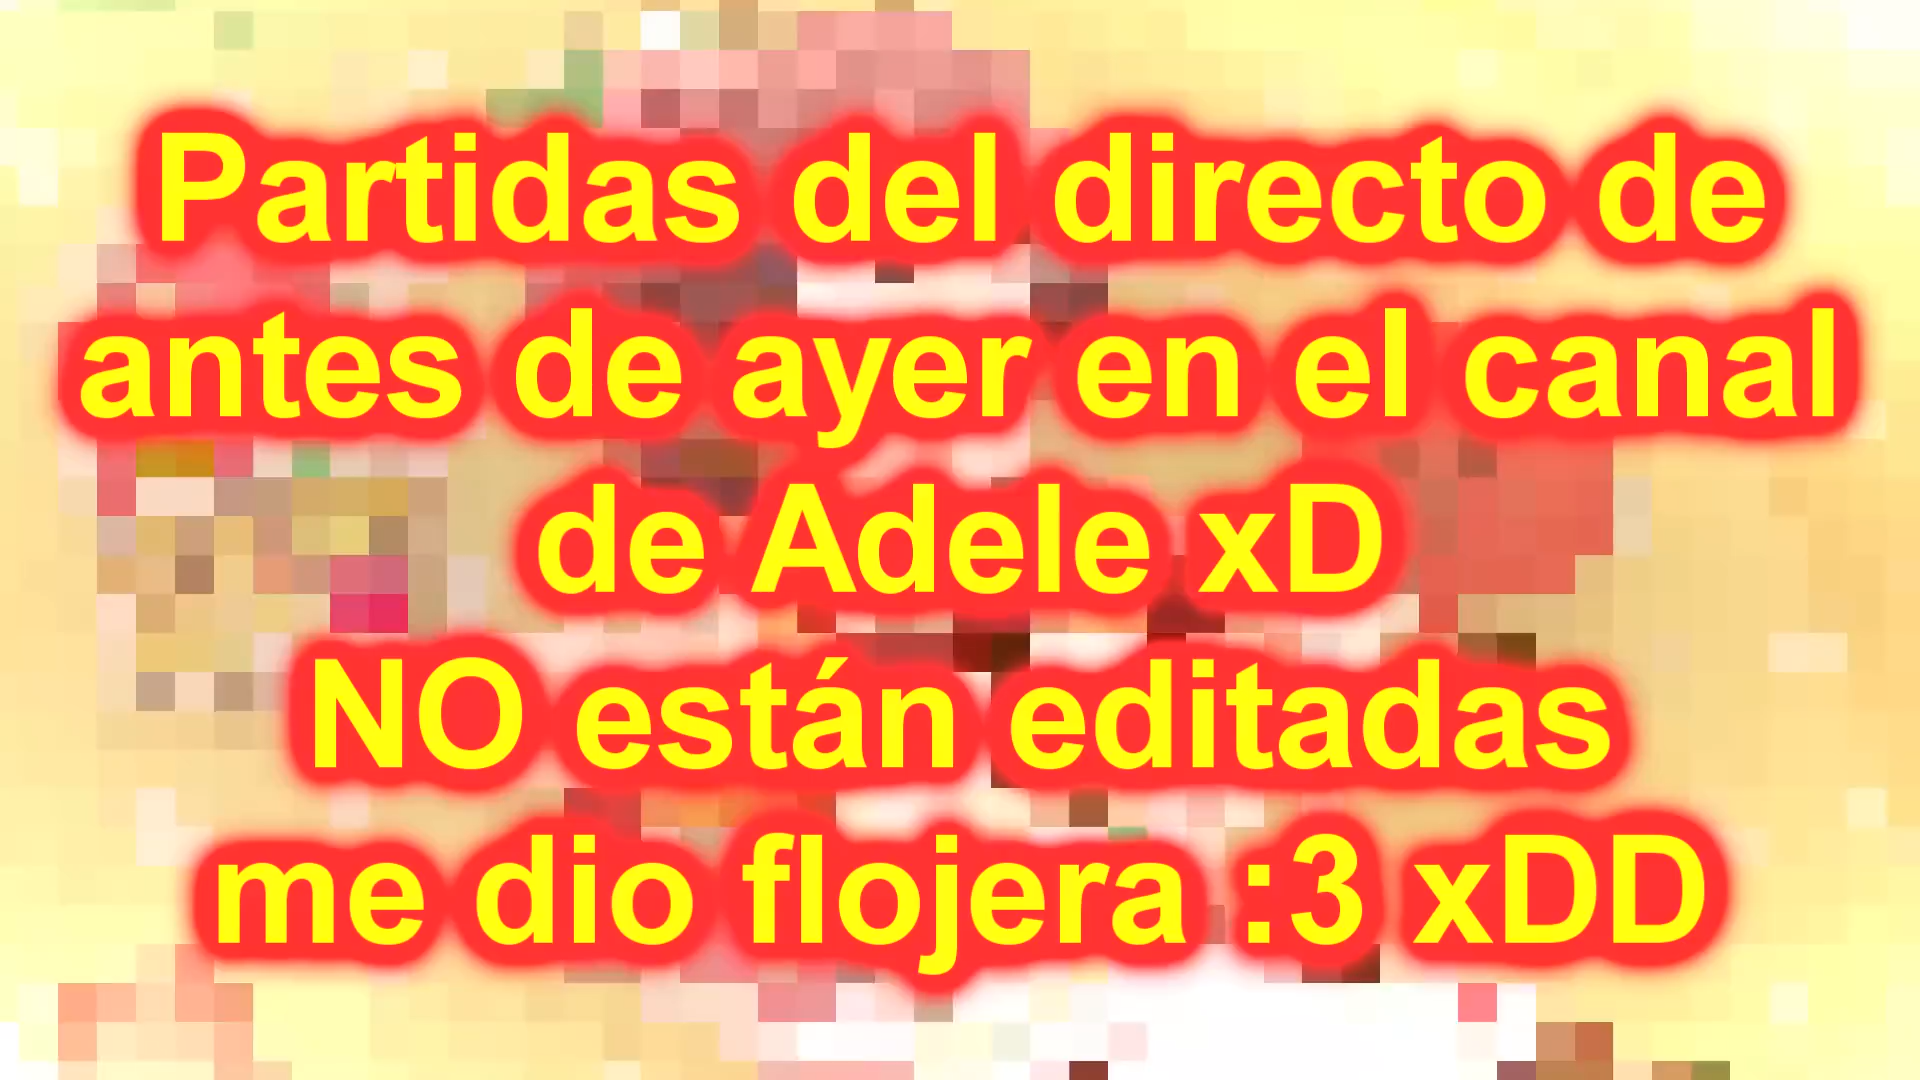 Partidas del directo de
antes de ayer en el canal
de Adele xD
NO están editadas
me dio flojera :3 xDD